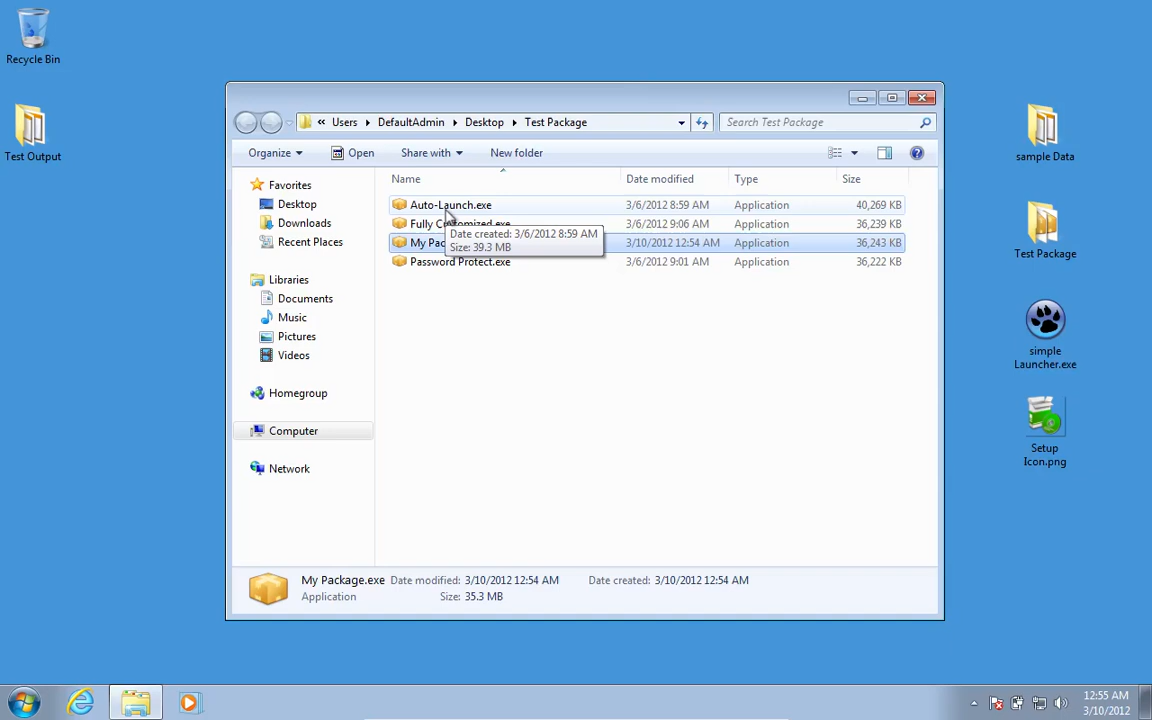 Recycle Bin
Test Output
« Users DefaultAdmin Desktop Test Package
Search Test Package
Organize Open Share with New folder
Name Date modified Type Size
Favorites
Desktop
Downloads
Recent Places
Libraries
Documents
Music
Pictures
Videos
Homegroup
Computer
Network
Auto-Launch.exe 3/6/2012 8:59 AM Application 40,269 KB
Fully Customized.exe 3/6/2012 9:06 AM Application 36,239 KB
My Pac 3/10/2012 12:54 AM Application 36,243 KB
Password Protect.exe 3/6/2012 9:01 AM Application 36,222 KB
Date created: 3/6/2012 8:59 AM
Size: 39.3 MB
My Package.exe Date modified: 3/10/2012 12:54 AM Date created: 3/10/2012 12:54 AM
Application Size: 35.3 MB
sample Data
Test Package
simple
Launcher.exe
Setup
Icon.png
12:55 AM
3/10/2012